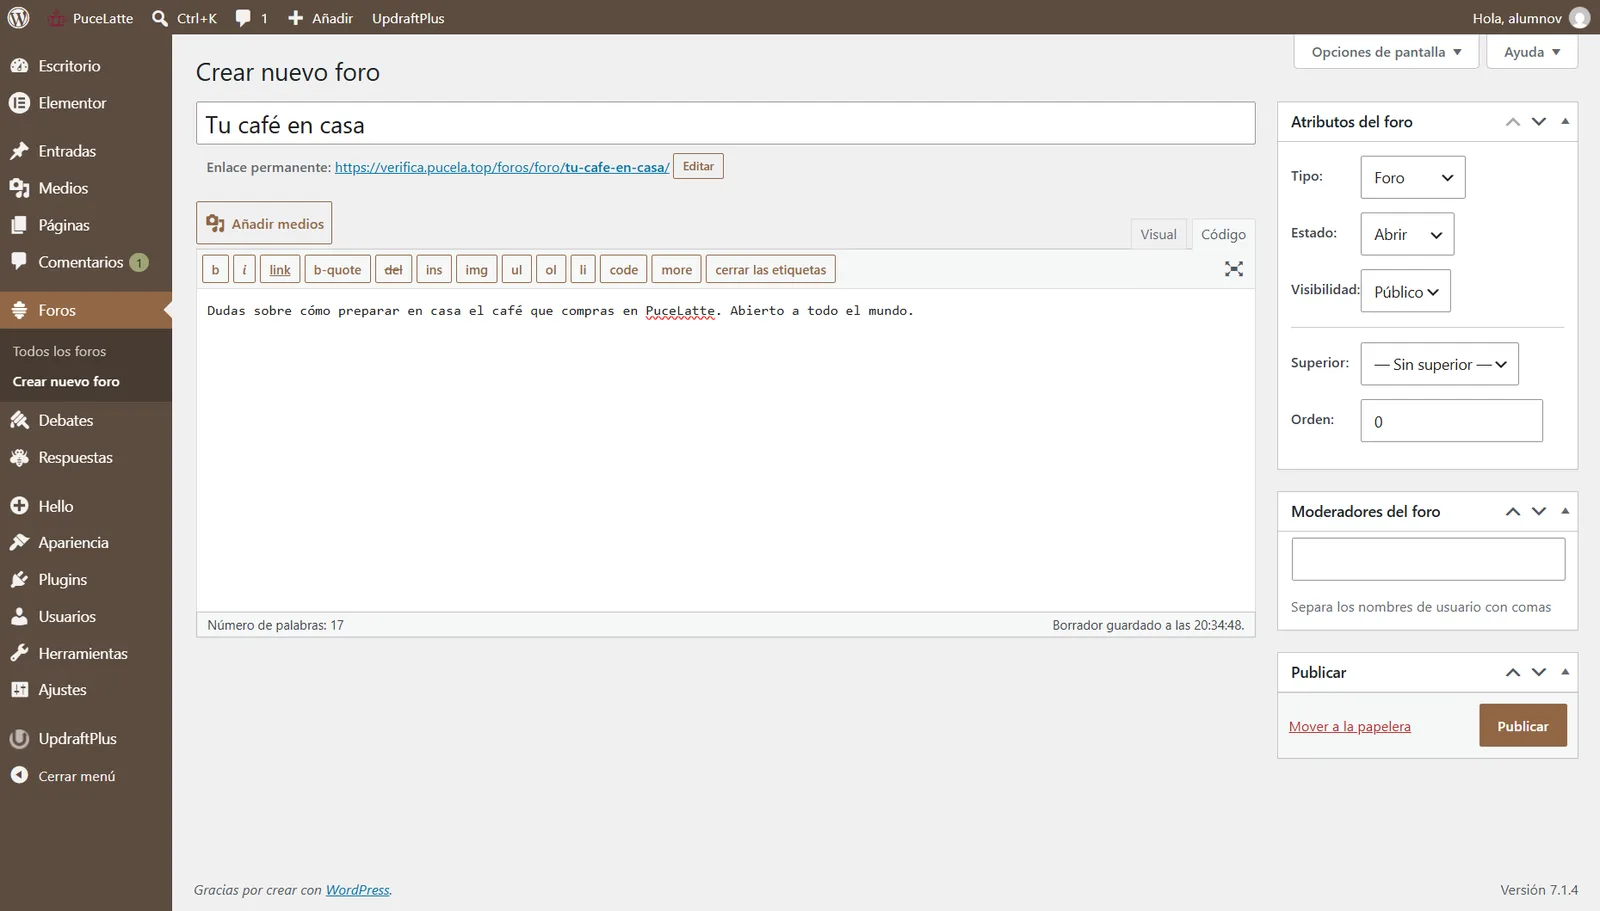 PuceLatte Ctrl+K 1 Añadir UpdraftPlus Hola, alumnov
Opciones de pantalla Ayuda
Escritorio
Elementor
Entradas
Medios
Páginas
Comentarios 1
Foros
Todos los foros
Crear nuevo foro
Debates
Respuestas
Hello
Apariencia
Plugins
Usuarios
Herramientas
Ajustes
UpdraftPlus
Cerrar menú
Crear nuevo foro
Tu café en casa
Enlace permanente: https://verifica.pucela.top/foros/foro/tu-cafe-en-casa/ Editar
Añadir medios
Visual Código
b i link b-quote del ins img ul ol li code more cerrar las etiquetas
Dudas sobre cómo preparar en casa el café que compras en PuceLatte. Abierto a todo el mundo.
Número de palabras: 17 Borrador guardado a las 20:34:48.
Atributos del foro
Tipo: Foro
Estado: Abrir
Visibilidad: Público
Superior: — Sin superior —
Orden: 0
Moderadores del foro
Separa los nombres de usuario con comas
Publicar
Mover a la papelera Publicar
Gracias por crear con WordPress. Versión 7.1.4